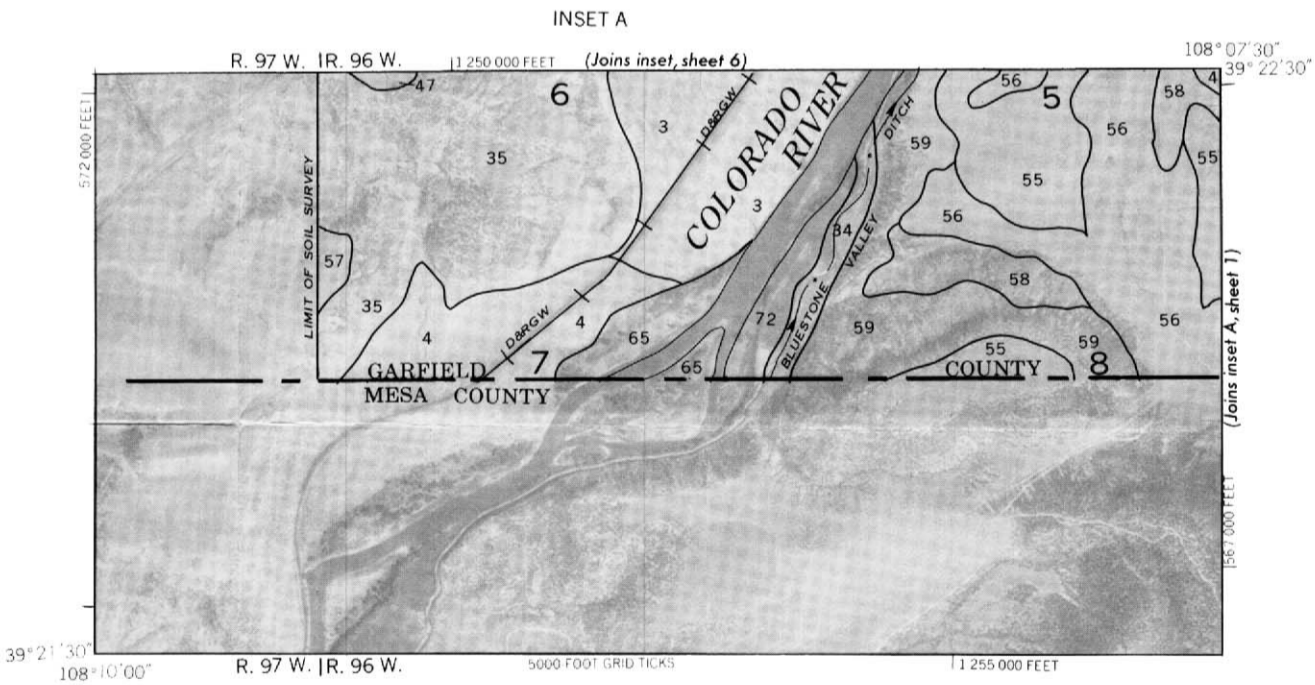 INSET A
R. 97 W. | R. 96 W.
1 250 000 FEET
(Joins inset, sheet 6)
108° 07' 30"
39° 22' 30"
572 000 FEET
47
6
3
D&RGW
COLORADO
RIVER
DITCH
56
5
58
4
59
56
35
55
55
3
56
34
VALLEY
LIMIT OF SOIL SURVEY
57
58
35
4
D&RGW
4
65
72
BLUESTONE
59
56
59
55
65
7
8
GARFIELD
COUNTY
MESA COUNTY
(Joins inset A, sheet 1)
567 000 FEET
39° 21' 30"
108° 10' 00"
R. 97 W. | R. 96 W.
5000-FOOT GRID TICKS
1 255 000 FEET